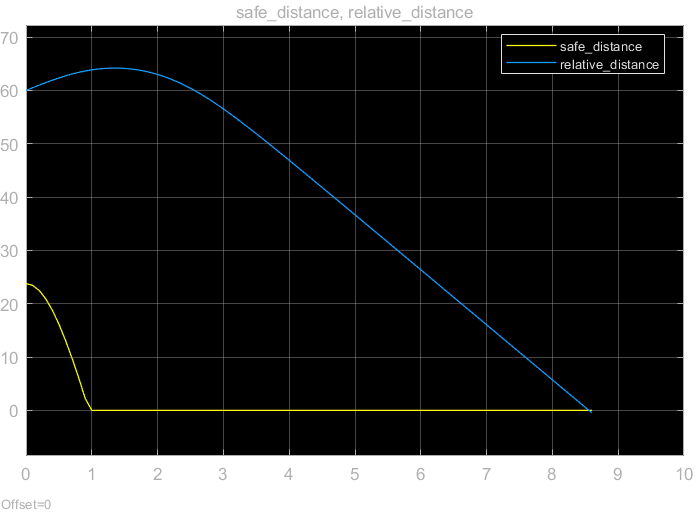 safe_distance, relative_distance
safe_distance
relative_distance
70
60
50
40
30
20
10
0
0 1 2 3 4 5 6 7 8 9 10
Offset=0